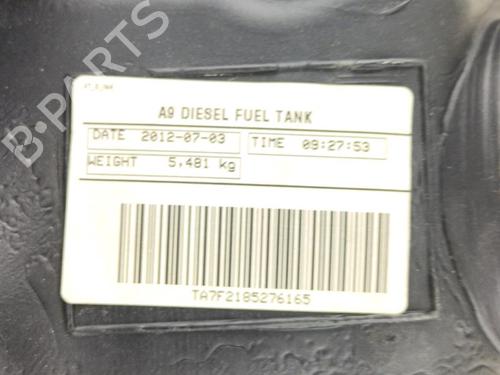 B-PARTS
A9 DIESEL FUEL TANK
DATE 2012-07-03 TIME 09:27:53
WEIGHT 5,481 kg
TA7F2185276165